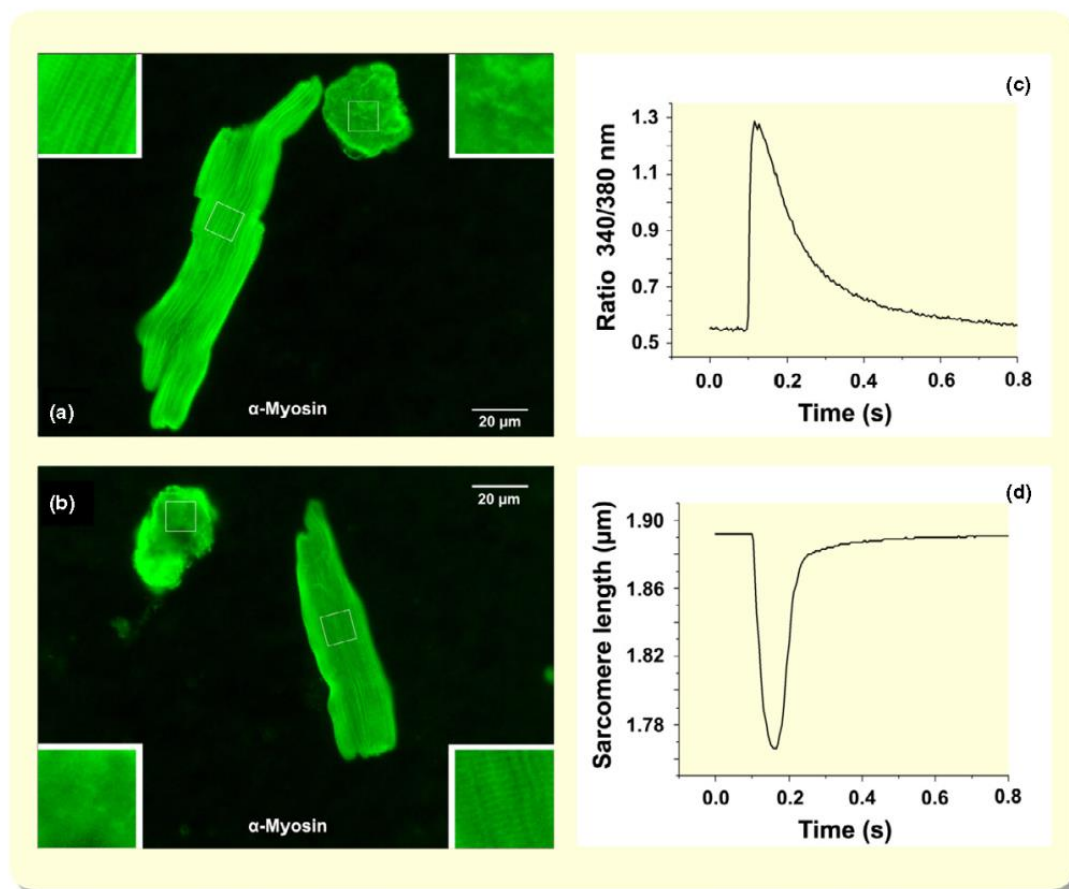 (a)
α-Myosin
20 µm
(b)
20 µm
α-Myosin
(c)
Ratio 340/380 nm
1.3
1.1
0.9
0.7
0.5
0.0
0.2
0.4
0.6
0.8
Time (s)
(d)
Sarcomere length (µm)
1.90
1.86
1.82
1.78
0.0
0.2
0.4
0.6
0.8
Time (s)